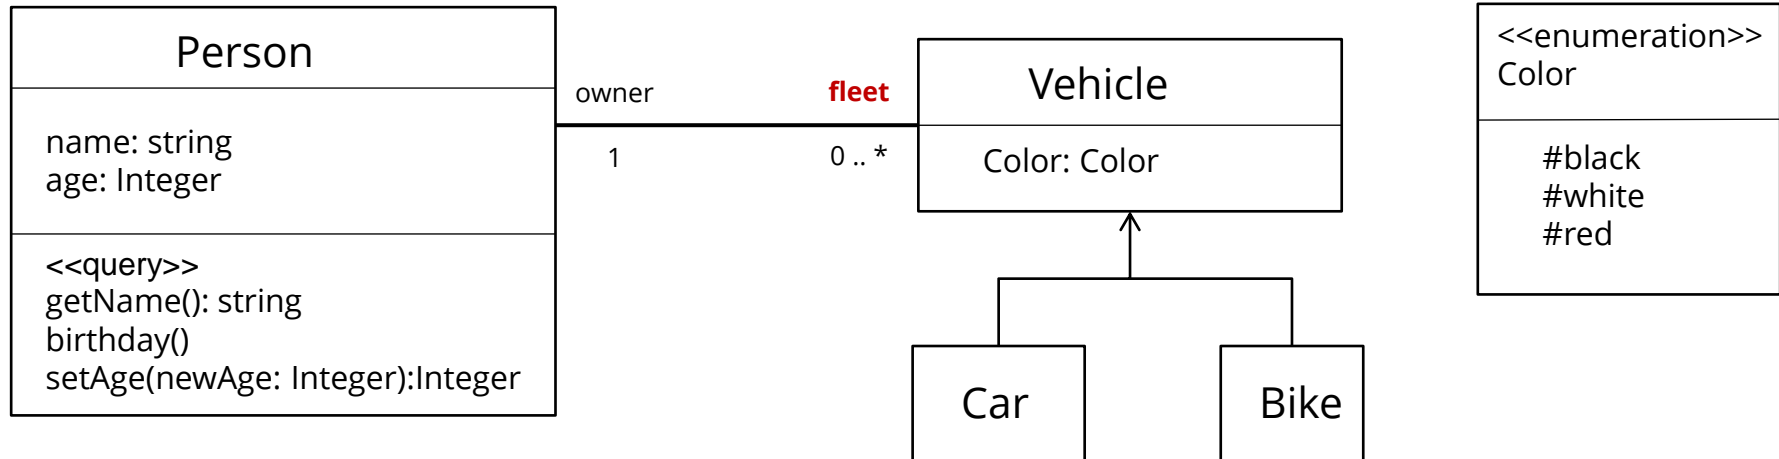 Person
name: string
age: Integer
<<query>>
getName(): string
birthday()
setAge(newAge: Integer):Integer
owner
fleet
1
0 .. *
Vehicle
Color: Color
Car
Bike
<<enumeration>>
Color
#black
#white
#red